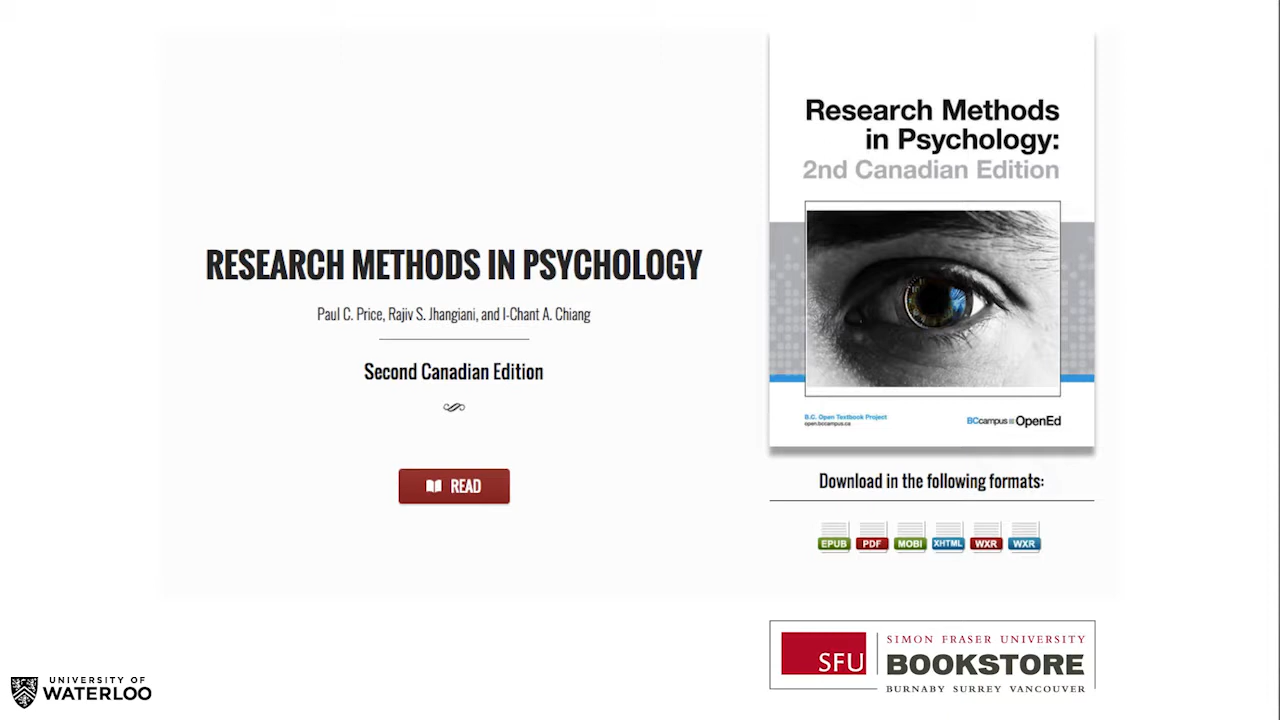 RESEARCH METHODS IN PSYCHOLOGY
Paul C. Price, Rajiv S. Jhangiani, and I-Chant A. Chiang
Second Canadian Edition
READ
Research Methods
in Psychology:
2nd Canadian Edition
B.C. Open Textbook Project
open.bccampus.ca
BCcampus OpenEd
Download in the following formats:
EPUB PDF MOBI XHTML WXR WXR
SFU
SIMON FRASER UNIVERSITY
BOOKSTORE
BURNABY SURREY VANCOUVER
UNIVERSITY OF
WATERLOO